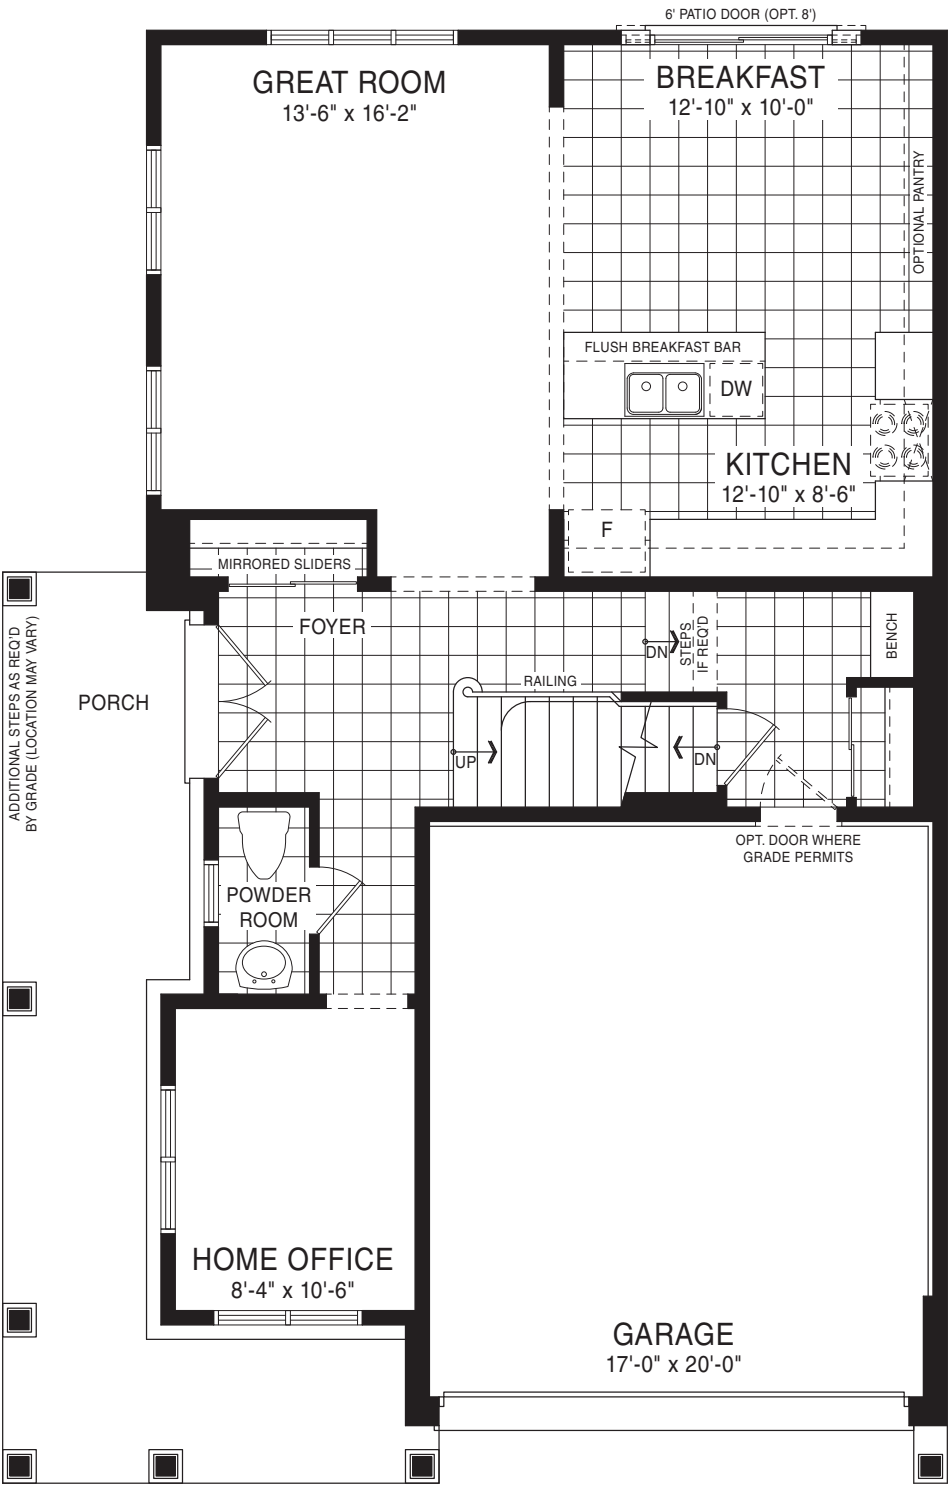 6' PATIO DOOR (OPT. 8')
GREAT ROOM
13'-6" x 16'-2"
BREAKFAST
12'-10" x 10'-0"
OPTIONAL PANTRY
FLUSH BREAKFAST BAR
DW
KITCHEN
12'-10" x 8'-6"
F
MIRRORED SLIDERS
FOYER
DN
STEPS
IF REQ'D
BENCH
ADDITIONAL STEPS AS REQ'D
BY GRADE (LOCATION MAY VARY)
PORCH
RAILING
UP
DN
OPT. DOOR WHERE
GRADE PERMITS
POWDER
ROOM
HOME OFFICE
8'-4" x 10'-6"
GARAGE
17'-0" x 20'-0"